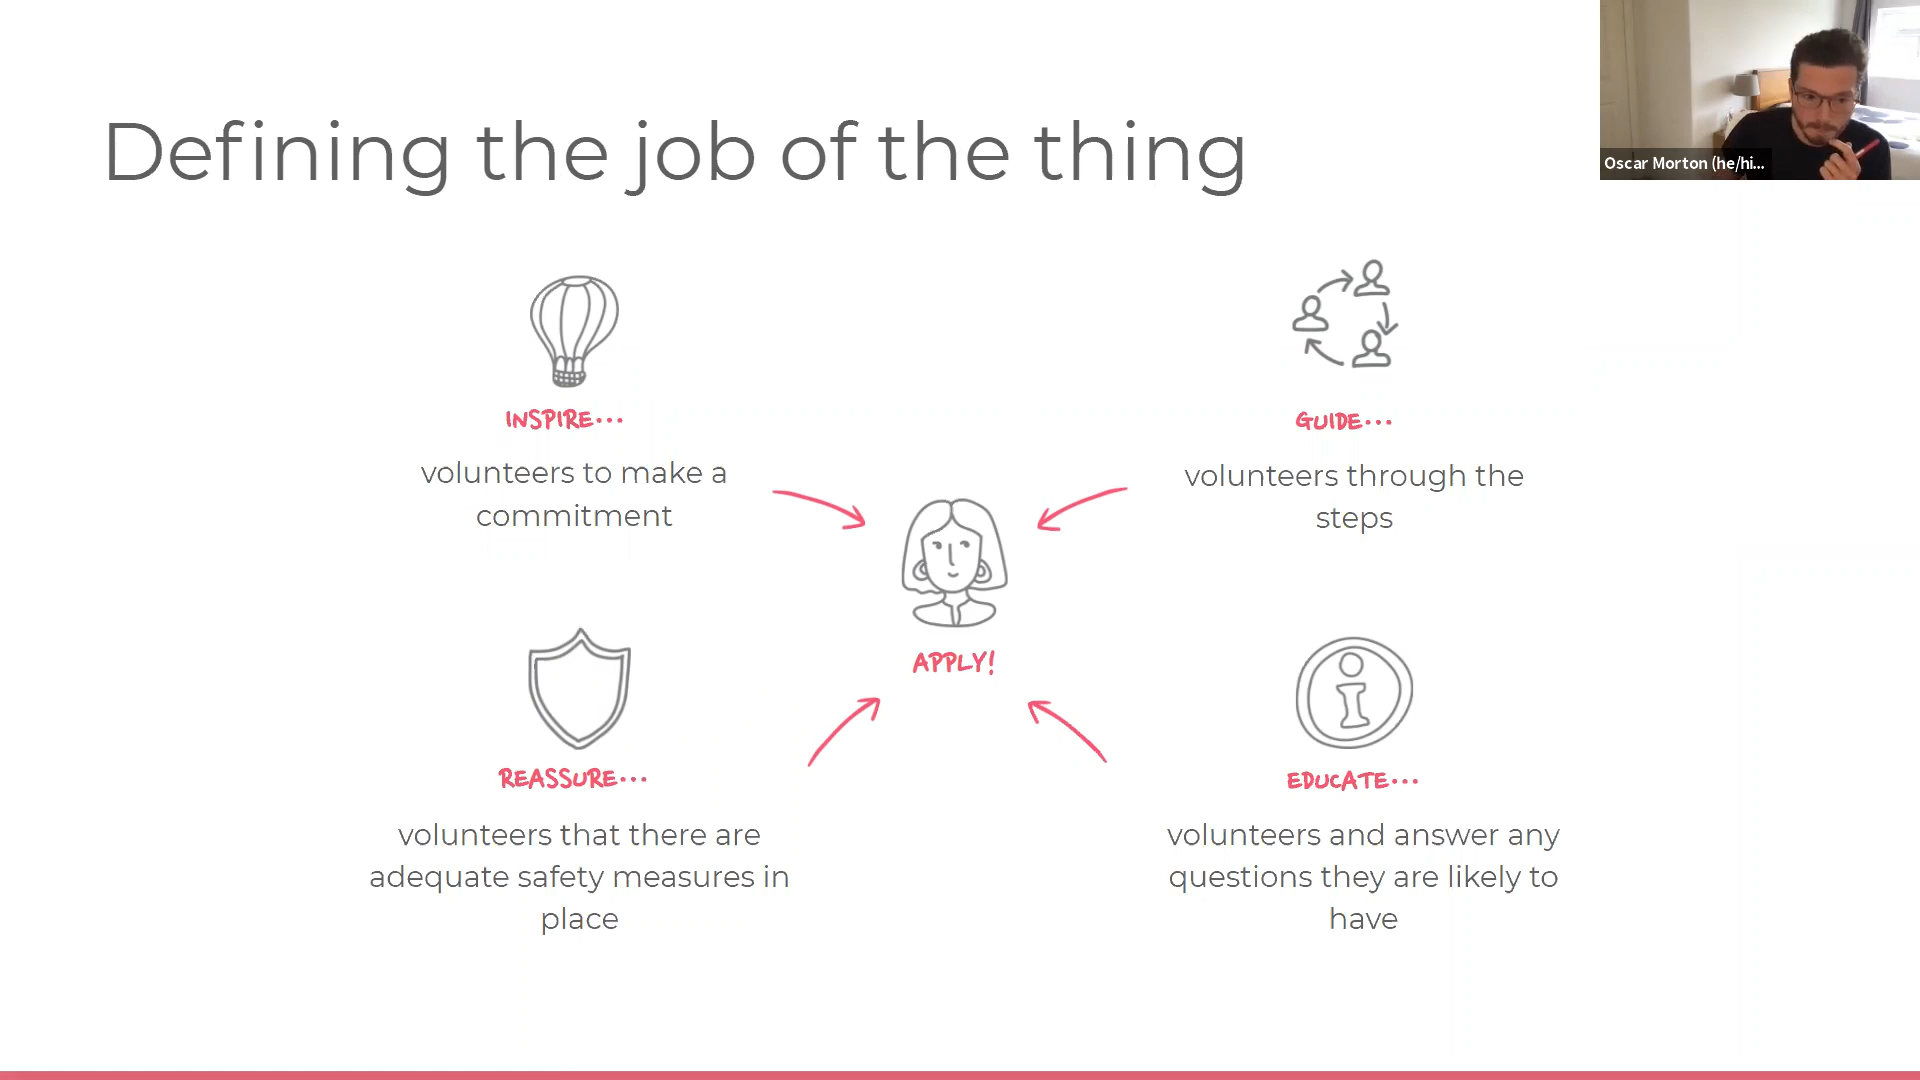 Defining the job of the thing
Oscar Morton (he/hi...
INSPIRE...
volunteers to make a
commitment
GUIDE...
volunteers through the
steps
APPLY!
REASSURE...
volunteers that there are
adequate safety measures in
place
EDUCATE...
volunteers and answer any
questions they are likely to
have